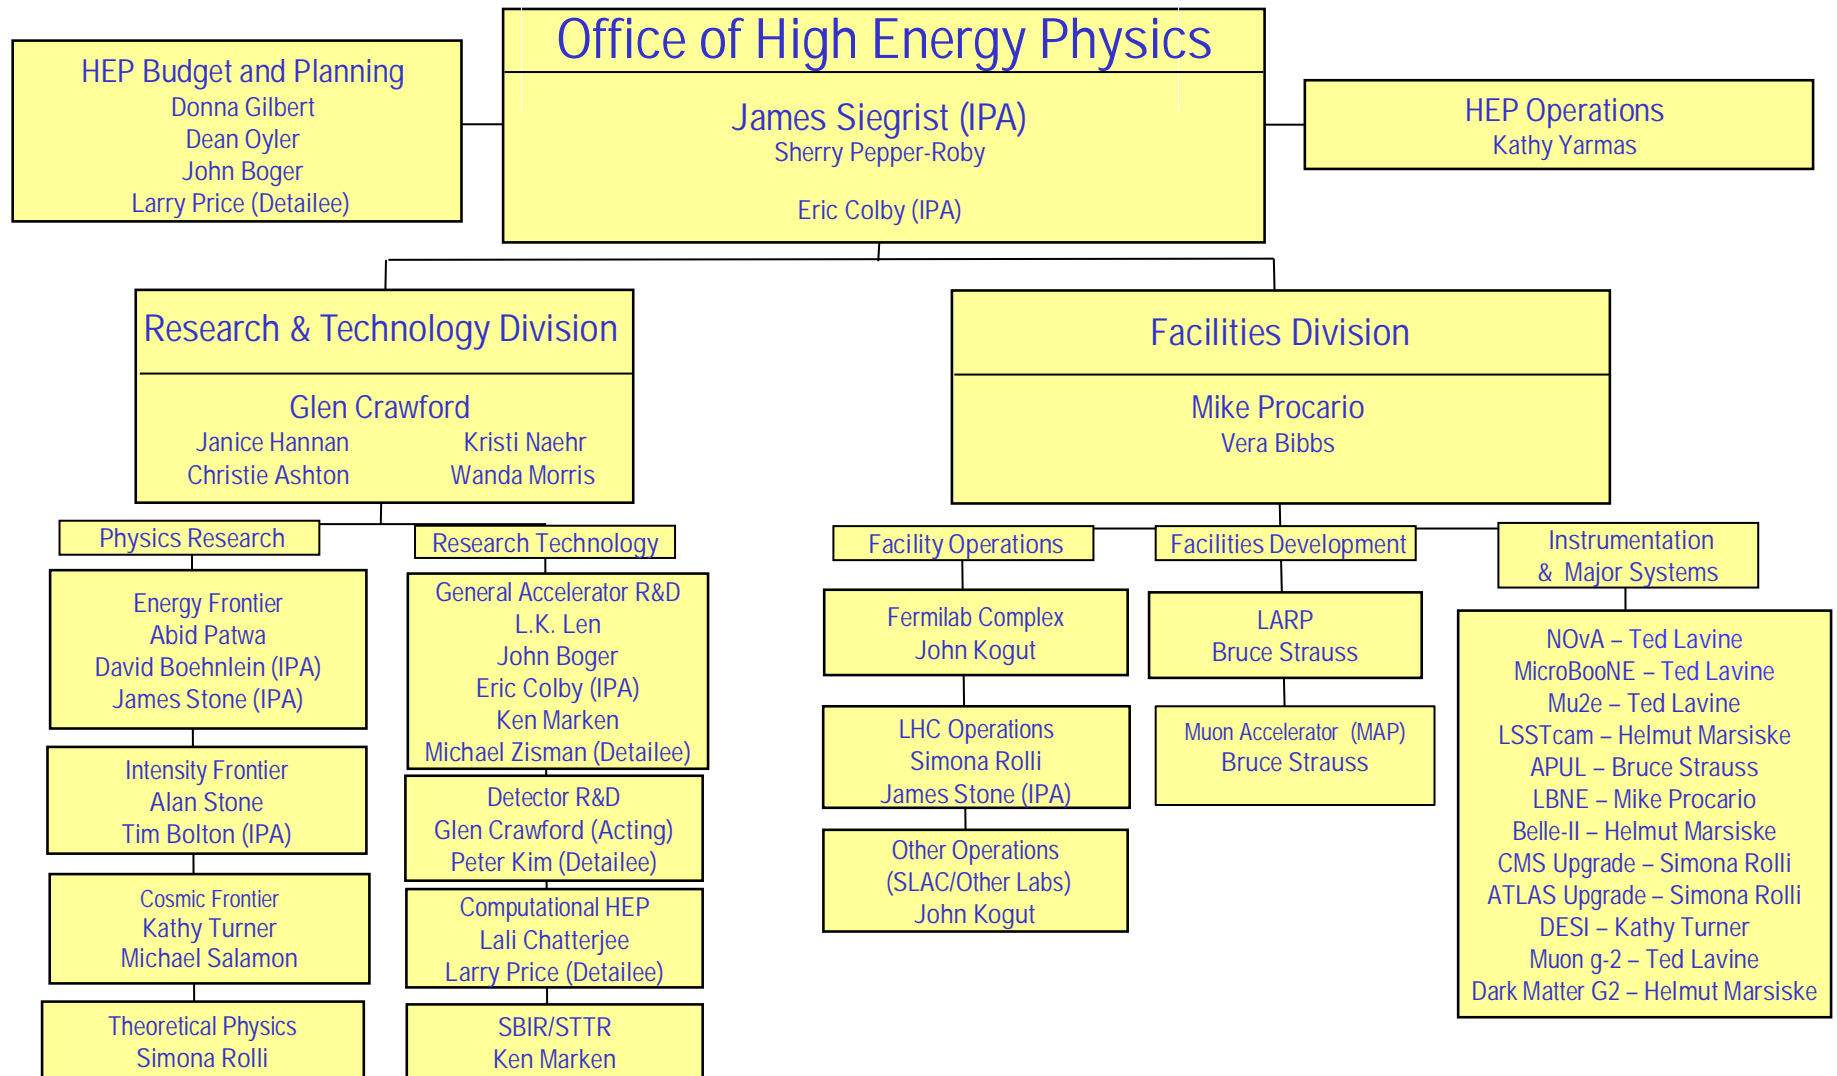 Office of High Energy Physics
James Siegrist (IPA)
Sherry Pepper-Roby
Eric Colby (IPA)
HEP Budget and Planning
Donna Gilbert
Dean Oyler
John Boger
Larry Price (Detailee)
HEP Operations
Kathy Yarmas
Research & Technology Division
Glen Crawford
Janice Hannan Kristi Naehr
Christie Ashton Wanda Morris
Physics Research
Energy Frontier
Abid Patwa
David Boehnlein (IPA)
James Stone (IPA)
Intensity Frontier
Alan Stone
Tim Bolton (IPA)
Cosmic Frontier
Kathy Turner
Michael Salamon
Theoretical Physics
Simona Rolli
Research Technology
General Accelerator R&D
L.K. Len
John Boger
Eric Colby (IPA)
Ken Marken
Michael Zisman (Detailee)
Detector R&D
Glen Crawford (Acting)
Peter Kim (Detailee)
Computational HEP
Lali Chatterjee
Larry Price (Detailee)
SBIR/STTR
Ken Marken
Facilities Division
Mike Procario
Vera Bibbs
Facility Operations
Fermilab Complex
John Kogut
LHC Operations
Simona Rolli
James Stone (IPA)
Other Operations
(SLAC/Other Labs)
John Kogut
Facilities Development
LARP
Bruce Strauss
Muon Accelerator (MAP)
Bruce Strauss
Instrumentation
& Major Systems
NOvA – Ted Lavine
MicroBooNE – Ted Lavine
Mu2e – Ted Lavine
LSSTcam – Helmut Marsiske
APUL – Bruce Strauss
LBNE – Mike Procario
Belle-II – Helmut Marsiske
CMS Upgrade – Simona Rolli
ATLAS Upgrade – Simona Rolli
DESI – Kathy Turner
Muon g-2 – Ted Lavine
Dark Matter G2 – Helmut Marsiske